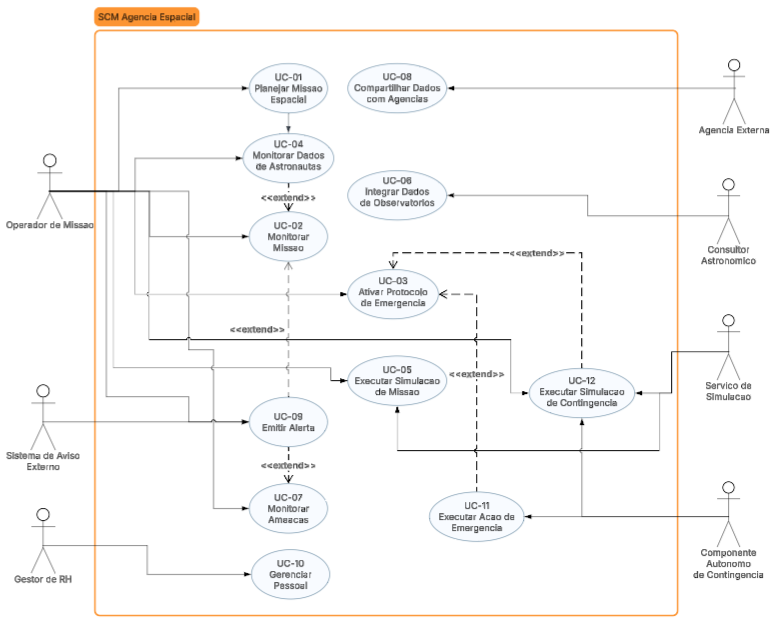 SCM Agencia Espacial
UC-01
Planejar Missao
Espacial
UC-08
Compartilhar Dados
com Agencias
Agencia Externa
UC-04
Monitorar Dados
de Astronautas
<<extend>>
UC-06
Integrar Dados
de Observatorios
Operador de Missao
UC-02
Monitorar
Missao
Consultor
Astronomico
<<extend>>
UC-03
Ativar Protocolo
de Emergencia
<<extend>>
UC-05
Executar Simulacao
de Missao
<<extend>>
UC-12
Executar Simulacao
de Contingencia
Servico de
Simulacao
UC-09
Emitir Alerta
Sistema de Aviso
Externo
<<extend>>
UC-07
Monitorar
Ameacas
UC-11
Executar Acao de
Emergencia
Componente
Autonomo
de Contingencia
Gestor de RH
UC-10
Gerenciar
Pessoal